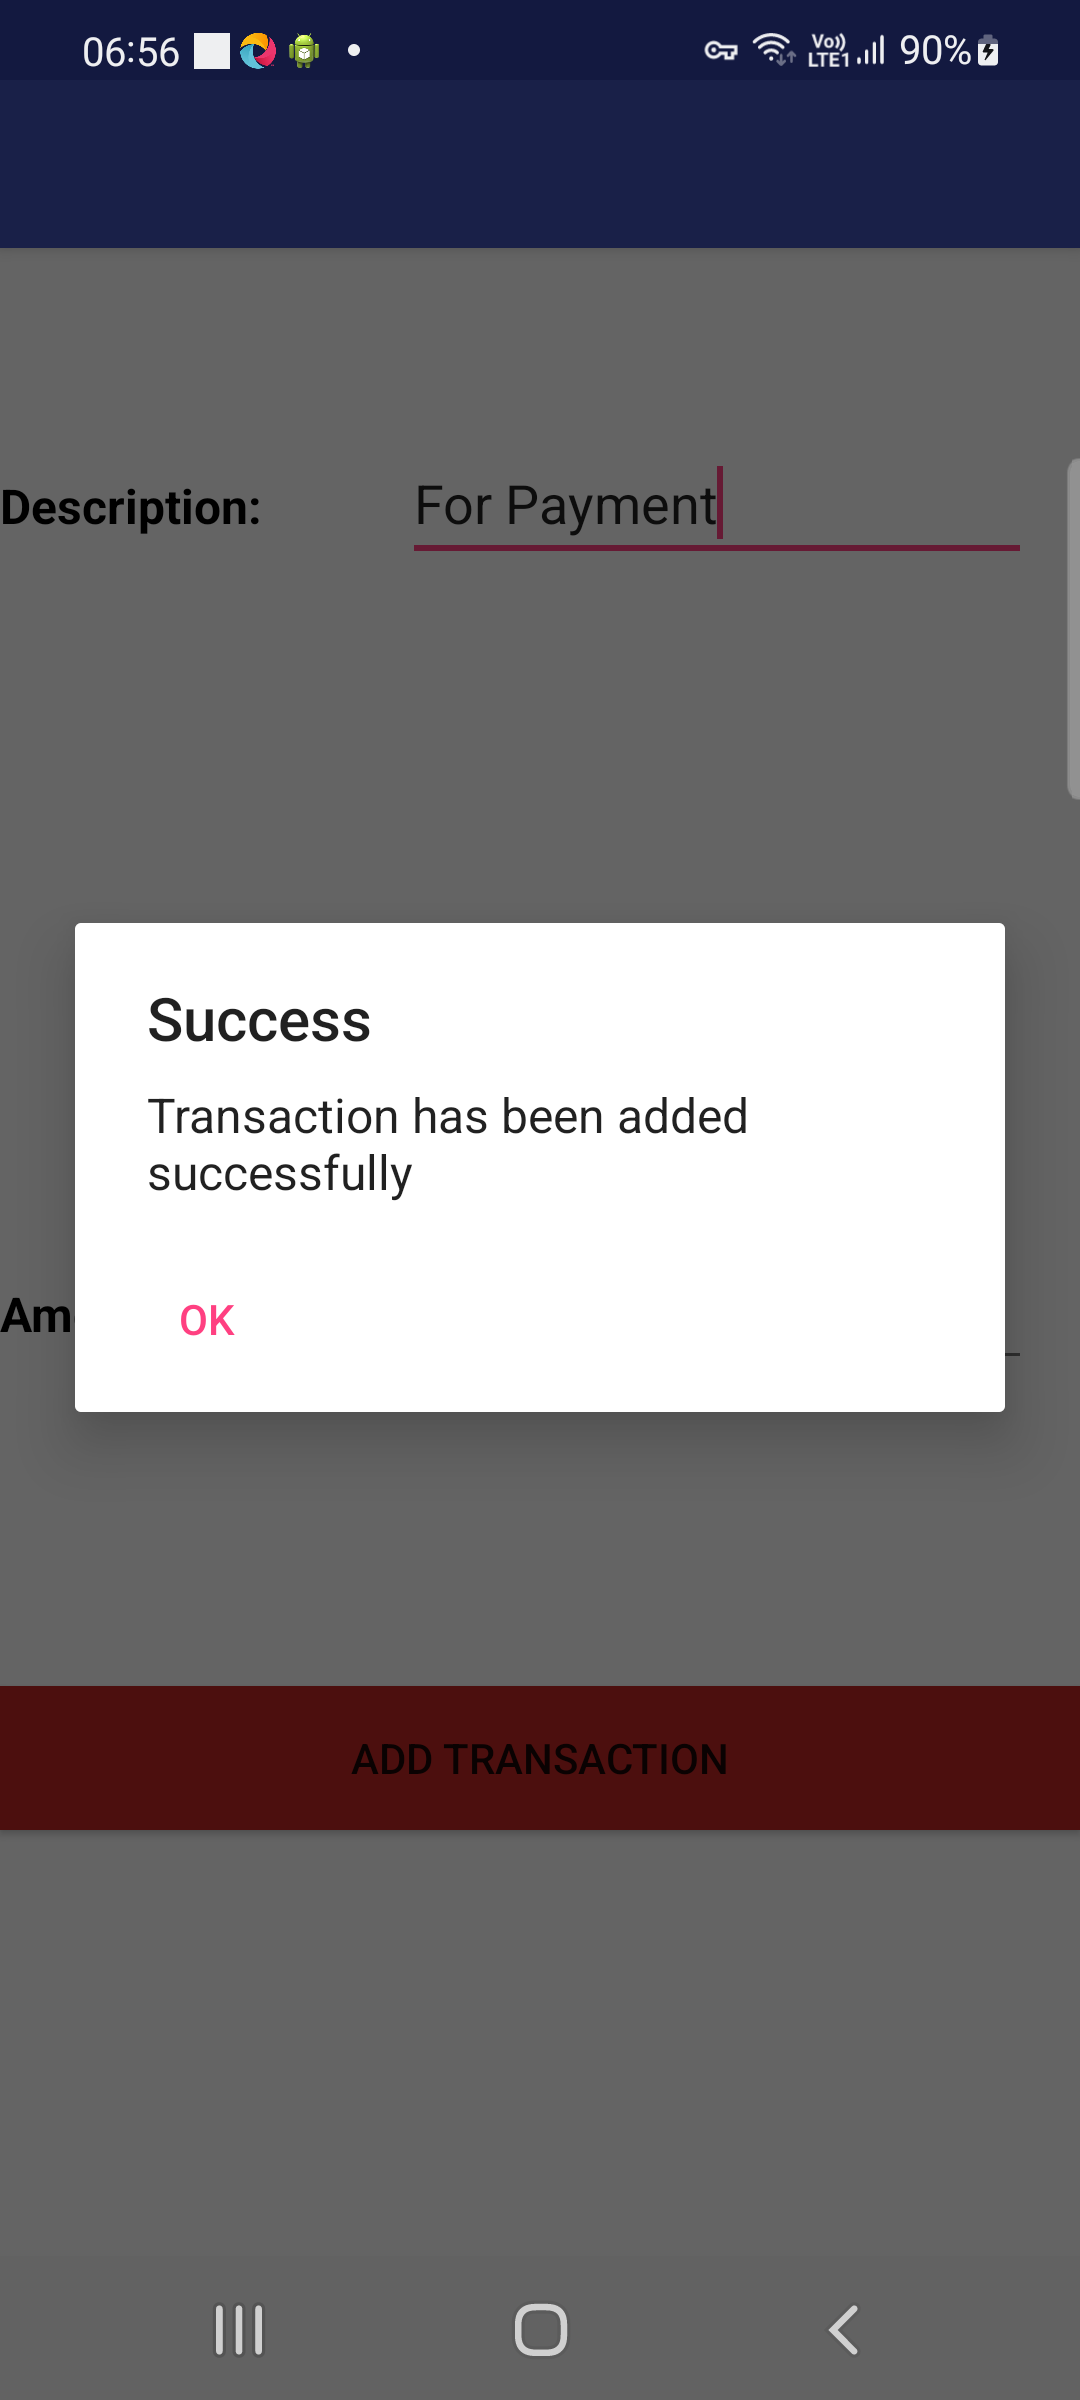 06:56
Vo)) LTE1 90%
Description: For Payment
Success
Transaction has been added
successfully
Am
OK
ADD TRANSACTION